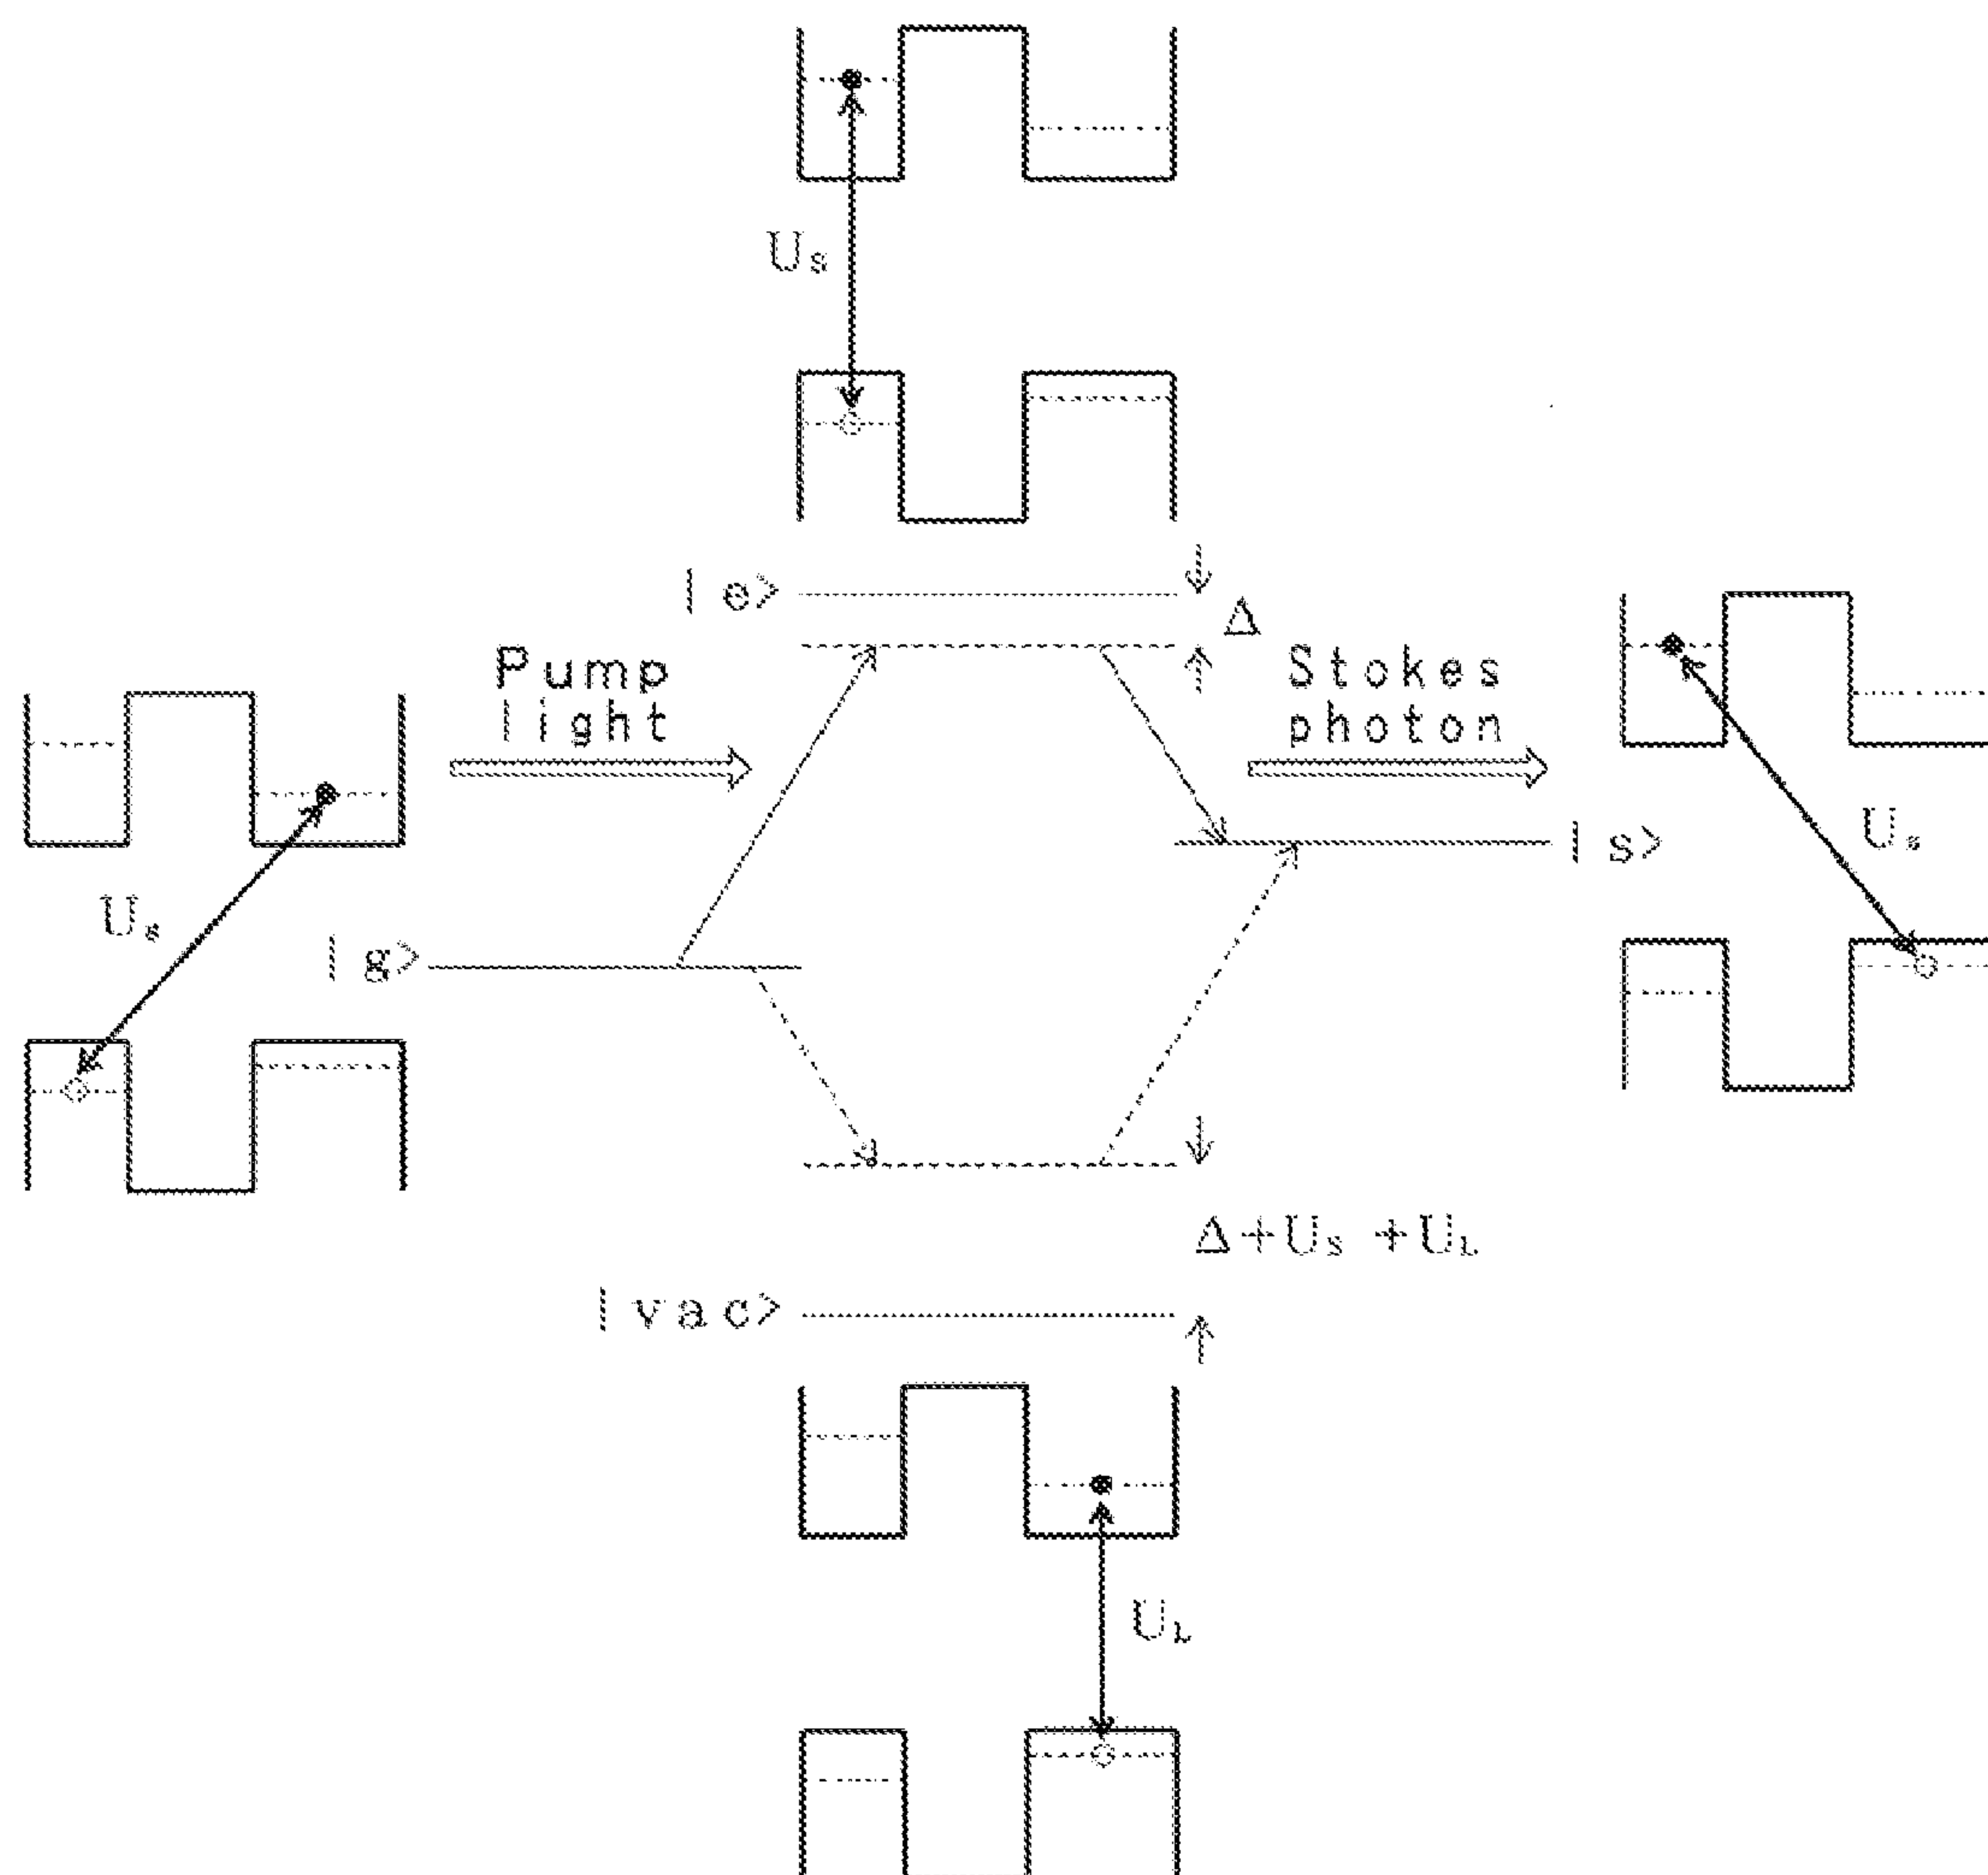 Us
|e>
Δ
Pump
light
Stokes
photon
Us
|g>
|s>
Us
Δ+Us +UL
|vac>
UL